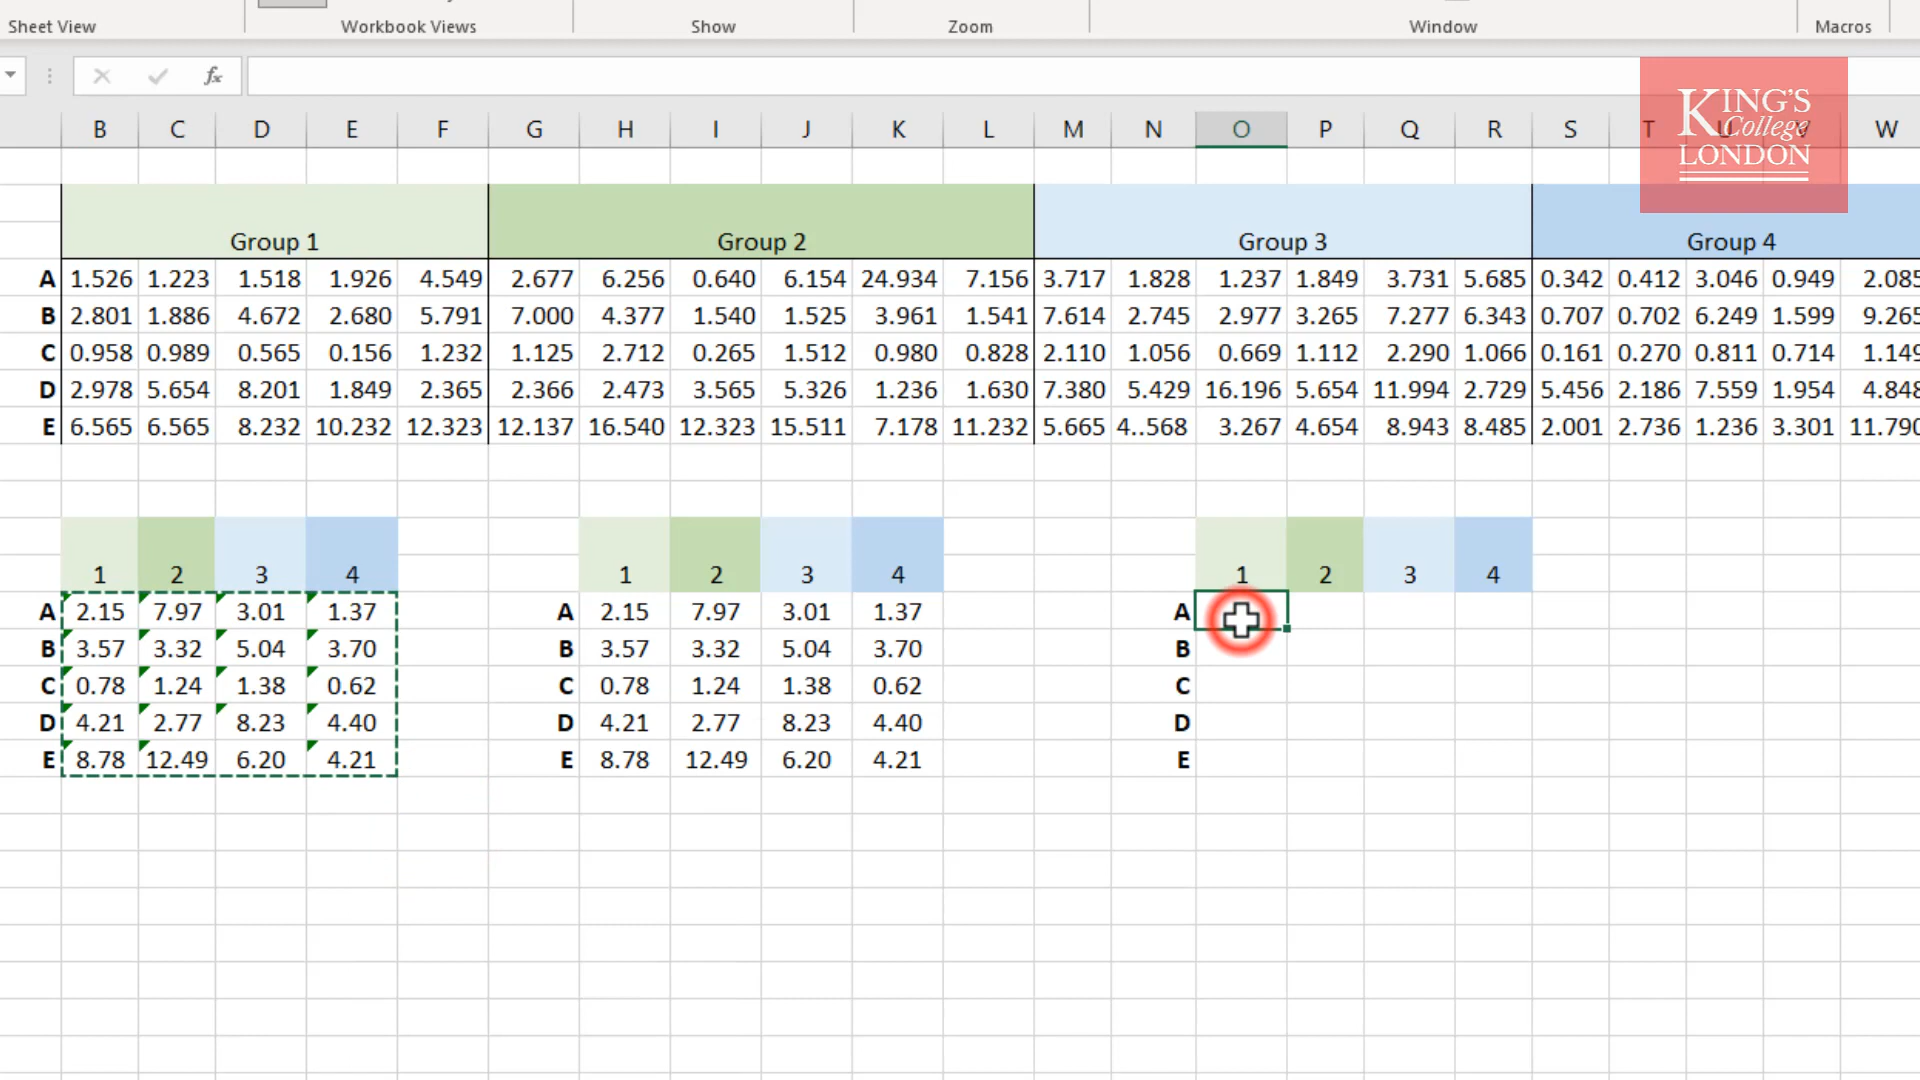 Sheet View Workbook Views Show Zoom Window Macros
fx
KING'S
College
LONDON
B C D E F G H I J K L M N O P Q R S T U V W
Group 1 Group 2 Group 3 Group 4
A 1.526 1.223 1.518 1.926 4.549 2.677 6.256 0.640 6.154 24.934 7.156 3.717 1.828 1.237 1.849 3.731 5.685 0.342 0.412 3.046 0.949 2.085
B 2.801 1.886 4.672 2.680 5.791 7.000 4.377 1.540 1.525 3.961 1.541 7.614 2.745 2.977 3.265 7.277 6.343 0.707 0.702 6.249 1.599 9.265
C 0.958 0.989 0.565 0.156 1.232 1.125 2.712 0.265 1.512 0.980 0.828 2.110 1.056 0.669 1.112 2.290 1.066 0.161 0.270 0.811 0.714 1.149
D 2.978 5.654 8.201 1.849 2.365 2.366 2.473 3.565 5.326 1.236 1.630 7.380 5.429 16.196 5.654 11.994 2.729 5.456 2.186 7.559 1.954 4.848
E 6.565 6.565 8.232 10.232 12.323 12.137 16.540 12.323 15.511 7.178 11.232 5.665 4..568 3.267 4.654 8.943 8.485 2.001 2.736 1.236 3.301 11.790
1 2 3 4 1 2 3 4 1 2 3 4
A 2.15 7.97 3.01 1.37 A 2.15 7.97 3.01 1.37 A
B 3.57 3.32 5.04 3.70 B 3.57 3.32 5.04 3.70 B
C 0.78 1.24 1.38 0.62 C 0.78 1.24 1.38 0.62 C
D 4.21 2.77 8.23 4.40 D 4.21 2.77 8.23 4.40 D
E 8.78 12.49 6.20 4.21 E 8.78 12.49 6.20 4.21 E